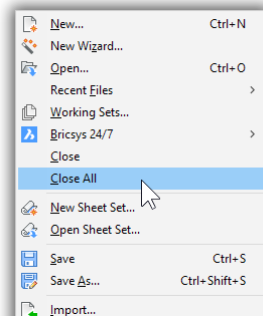 New... Ctrl+N
New Wizard...
Open... Ctrl+O
Recent Files >
Working Sets...
Bricsys 24/7 >
Close
Close All
New Sheet Set...
Open Sheet Set...
Save Ctrl+S
Save As... Ctrl+Shift+S
Import...